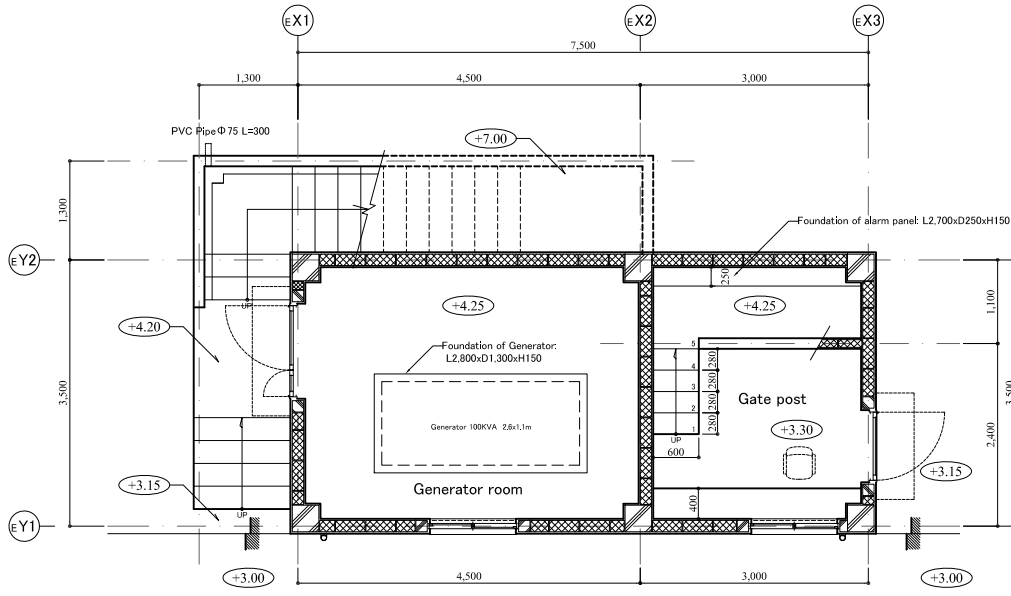 EX1
EX2
EX3
7,500
1,300
4,500
3,000
PVC Pipe Φ75 L=300
+7.00
1,300
Foundation of alarm panel: L2,700xD250xH150
EY2
250
+4.25
+4.25
1,100
UP
+4.20
Foundation of Generator:
L2,800xD1,300xH150
5
4
3
2
1
280
280
280
280
3,500
3,500
Gate post
Generator 100KVA 2.6x1.1m
+3.30
UP
2,400
600
+3.15
+3.15
Generator room
400
UP
EY1
+3.00
4,500
3,000
+3.00